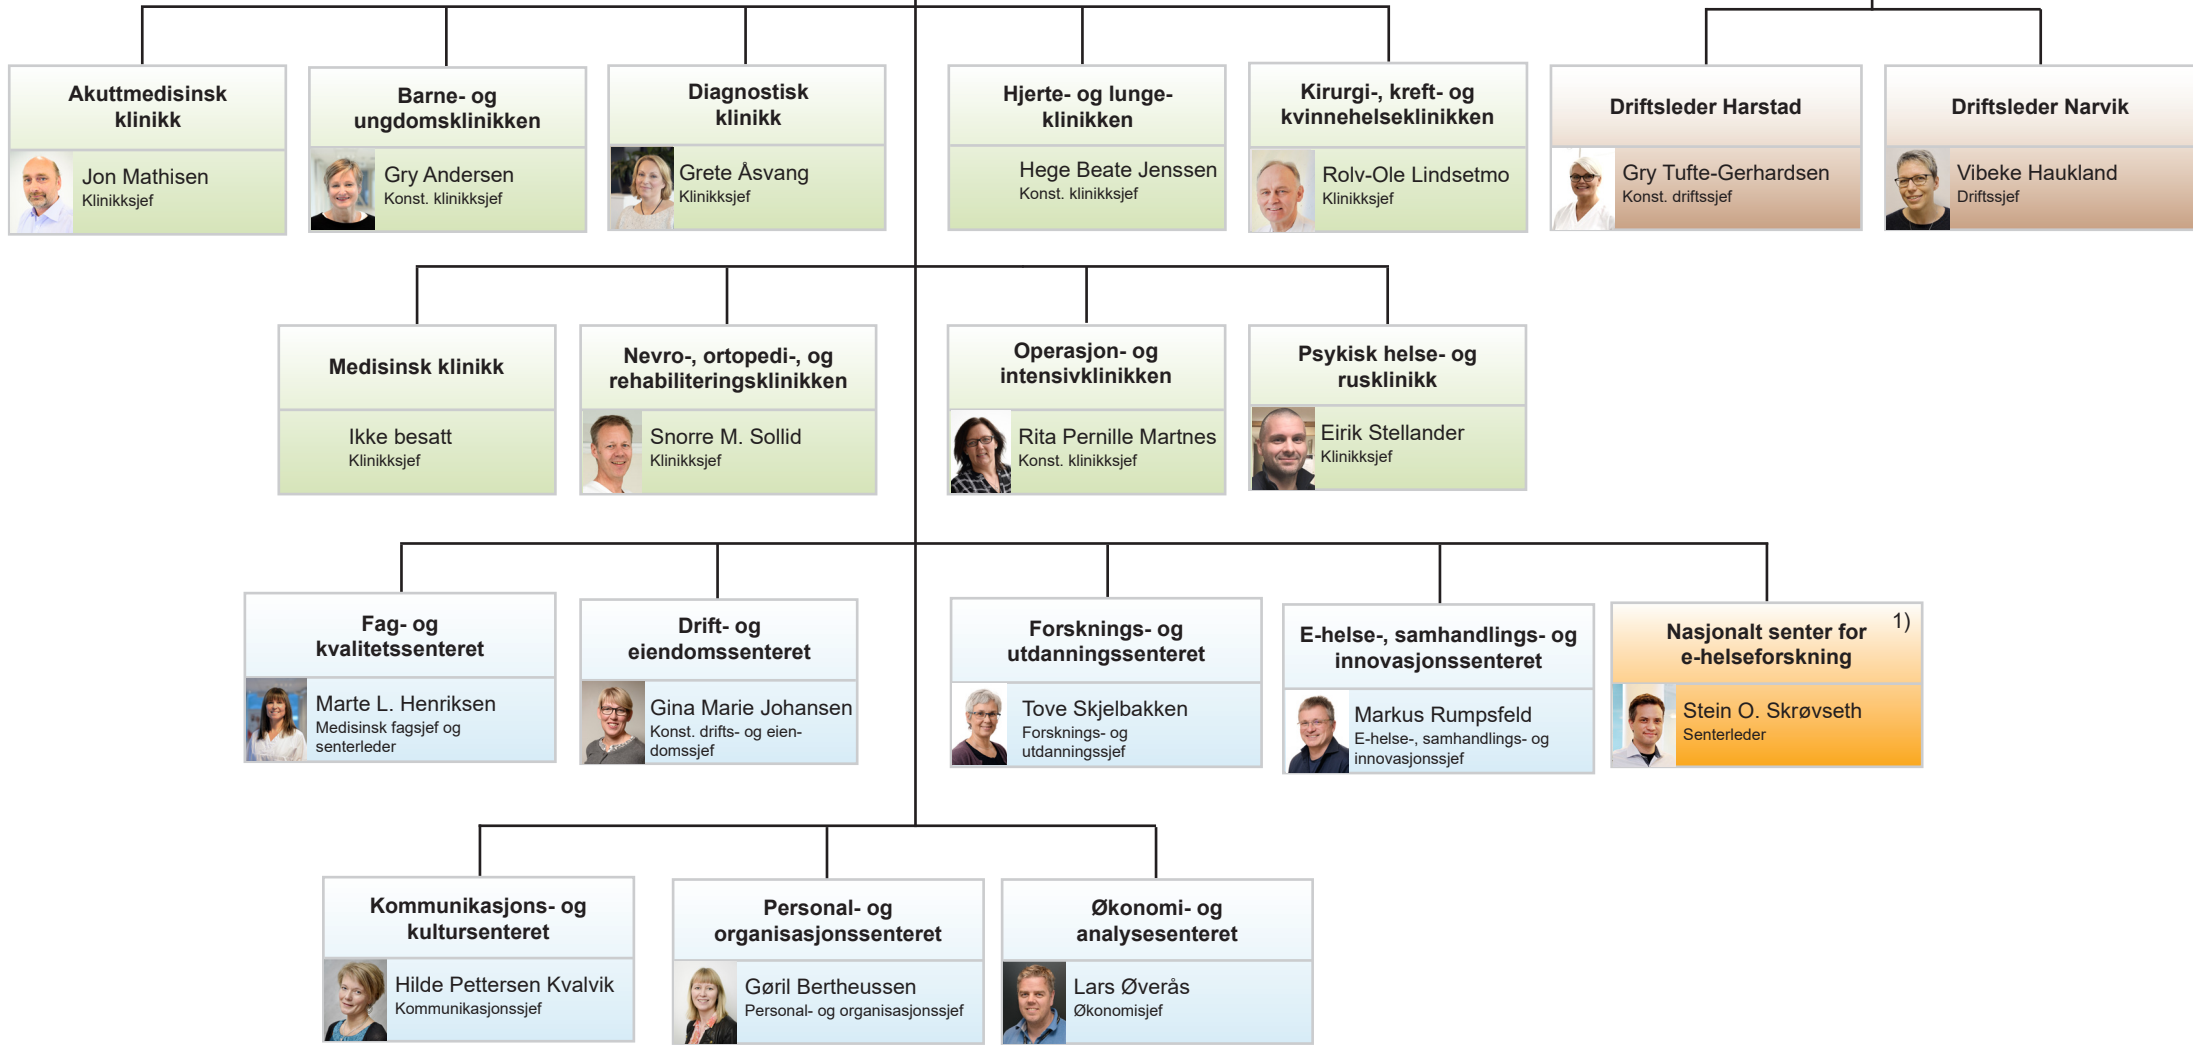 Akuttmedisinsk
klinikk
Jon Mathisen
Klinikksjef
Barne- og
ungdomsklinikken
Gry Andersen
Konst. klinikksjef
Diagnostisk
klinikk
Grete Åsvang
Klinikksjef
Hjerte- og lunge-
klinikken
Hege Beate Jenssen
Konst. klinikksjef
Kirurgi-, kreft- og
kvinnehelseklinikken
Rolv-Ole Lindsetmo
Klinikksjef
Driftsleder Harstad
Gry Tufte-Gerhardsen
Konst. driftssjef
Driftsleder Narvik
Vibeke Haukland
Driftssjef
Medisinsk klinikk
Ikke besatt
Klinikksjef
Nevro-, ortopedi-, og
rehabiliteringsklinikken
Snorre M. Sollid
Klinikksjef
Operasjon- og
intensivklinikken
Rita Pernille Martnes
Konst. klinikksjef
Psykisk helse- og
rusklinikk
Eirik Stellander
Klinikksjef
Fag- og
kvalitetssenteret
Marte L. Henriksen
Medisinsk fagsjef og
senterleder
Drift- og
eiendomssenteret
Gina Marie Johansen
Konst. drifts- og eien-
domssjef
Forsknings- og
utdanningssenteret
Tove Skjelbakken
Forsknings- og
utdanningssjef
E-helse-, samhandlings- og
innovasjonssenteret
Markus Rumpsfeld
E-helse-, samhandlings- og
innovasjonssjef
Nasjonalt senter for 1)
e-helseforskning
Stein O. Skrøvseth
Senterleder
Kommunikasjons- og
kultursenteret
Hilde Pettersen Kvalvik
Kommunikasjonssjef
Personal- og
organisasjonssenteret
Gøril Bertheussen
Personal- og organisasjonssjef
Økonomi- og
analysesenteret
Lars Øverås
Økonomisjef